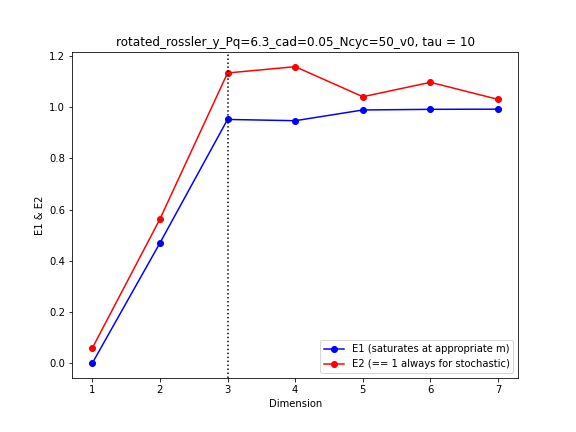 rotated_rossler_y_Pq=6.3_cad=0.05_Ncyc=50_v0, tau = 10
1.2
1.0
0.8
0.6
0.4
0.2
0.0
E1 & E2
E1 (saturates at appropriate m)
E2 (== 1 always for stochastic)
1 2 3 4 5 6 7
Dimension